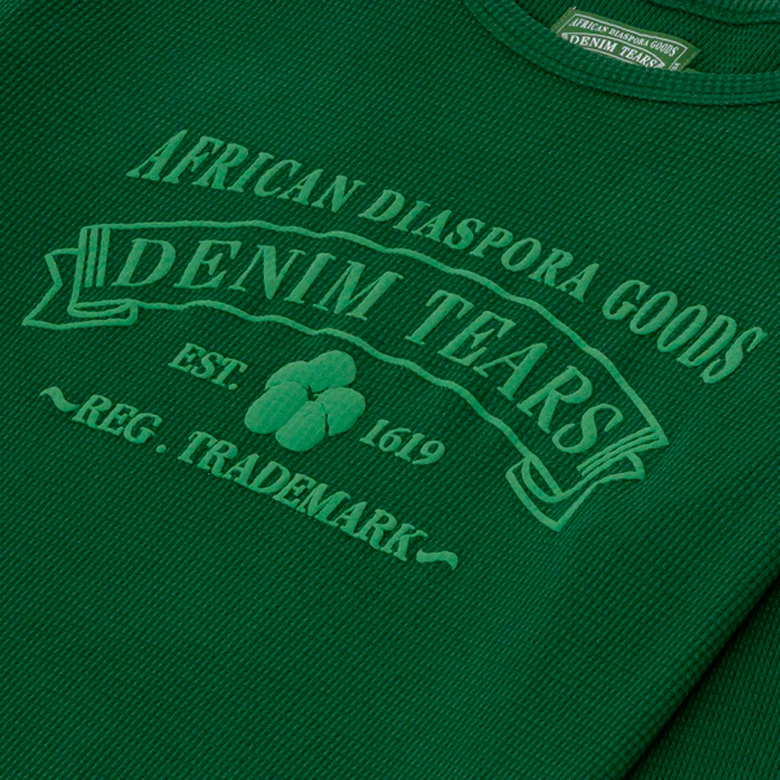 AFRICAN DIASPORA GOODS
DENIM TEARS
AFRICAN DIASPORA GOODS
DENIM TEARS
EST.
1619
~REG. TRADEMARK~